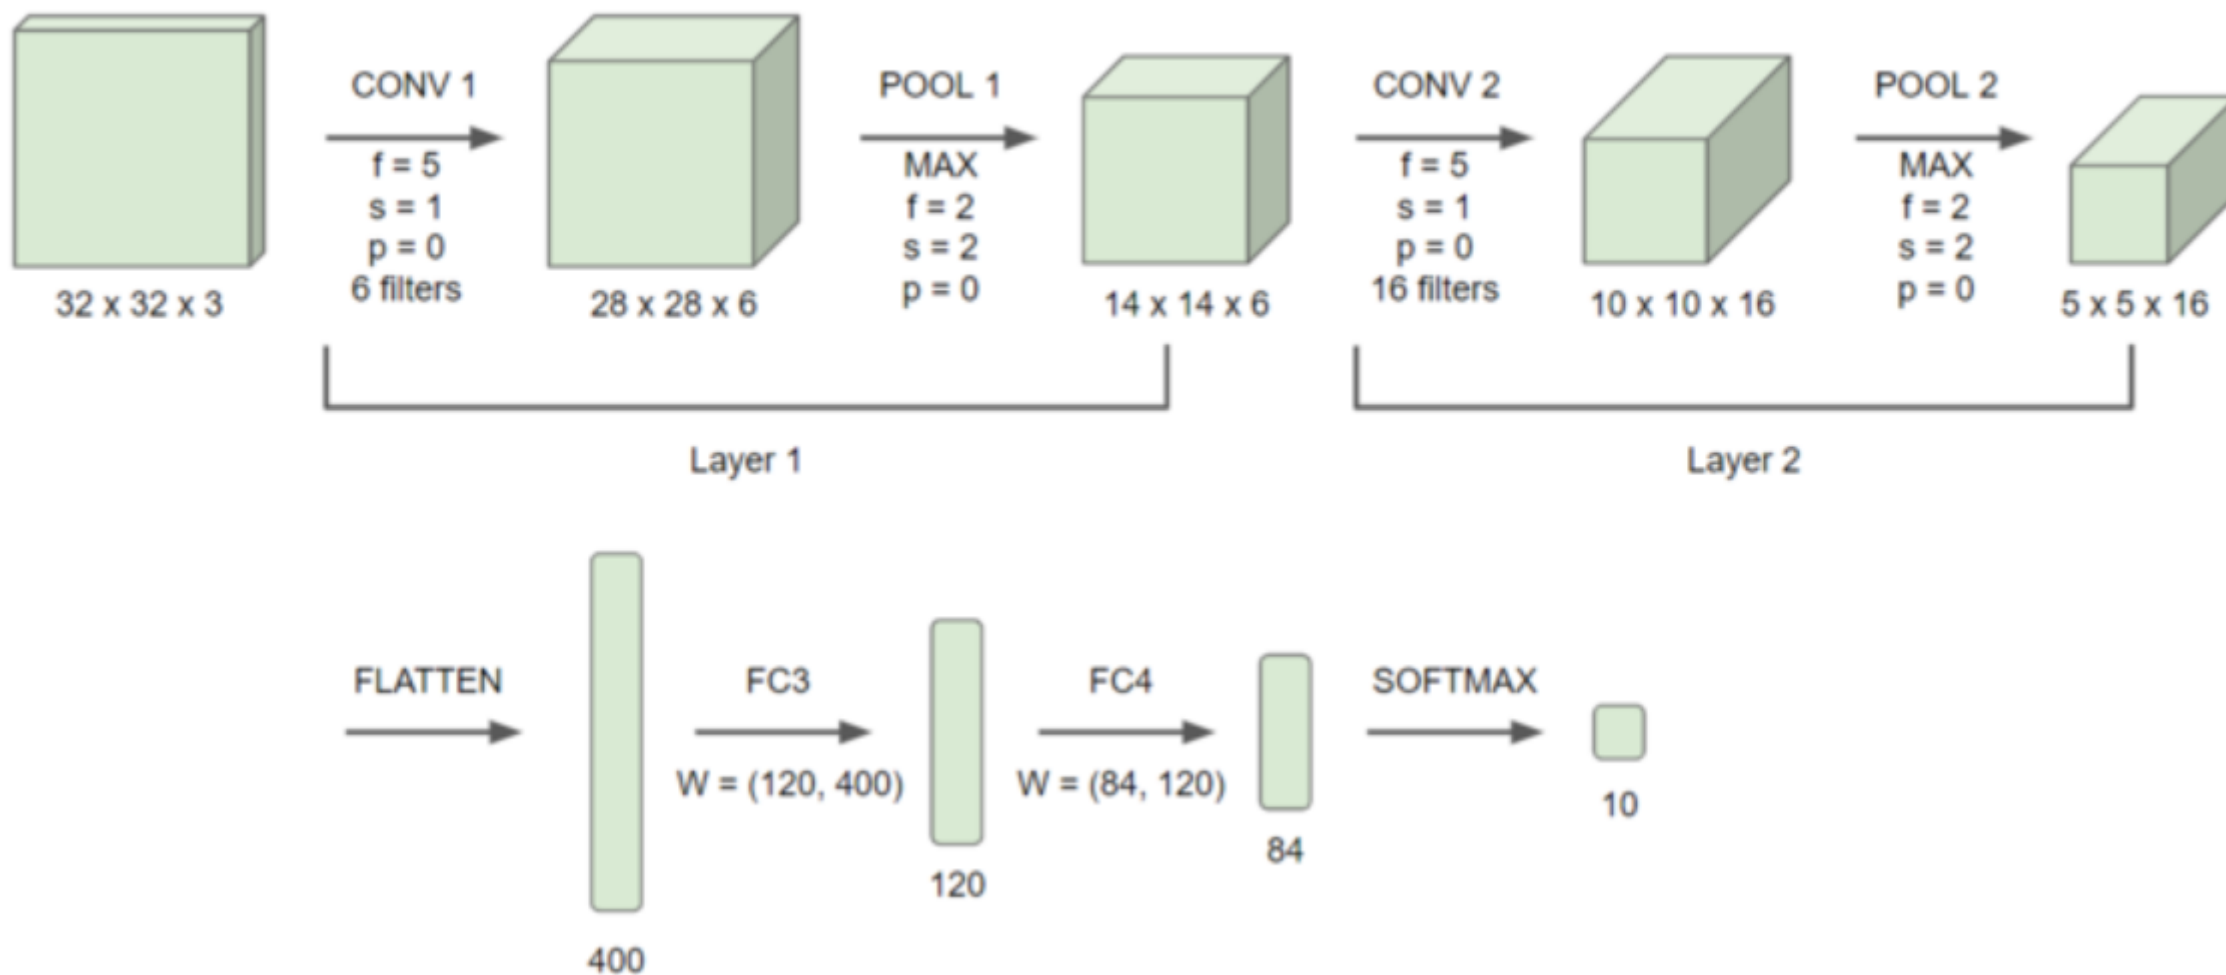 CONV 1
f = 5
s = 1
p = 0
6 filters
32 x 32 x 3
28 x 28 x 6
POOL 1
MAX
f = 2
s = 2
p = 0
14 x 14 x 6
CONV 2
f = 5
s = 1
p = 0
16 filters
10 x 10 x 16
POOL 2
MAX
f = 2
s = 2
p = 0
5 x 5 x 16
Layer 1
Layer 2
FLATTEN
400
FC3
W = (120, 400)
120
FC4
W = (84, 120)
84
SOFTMAX
10